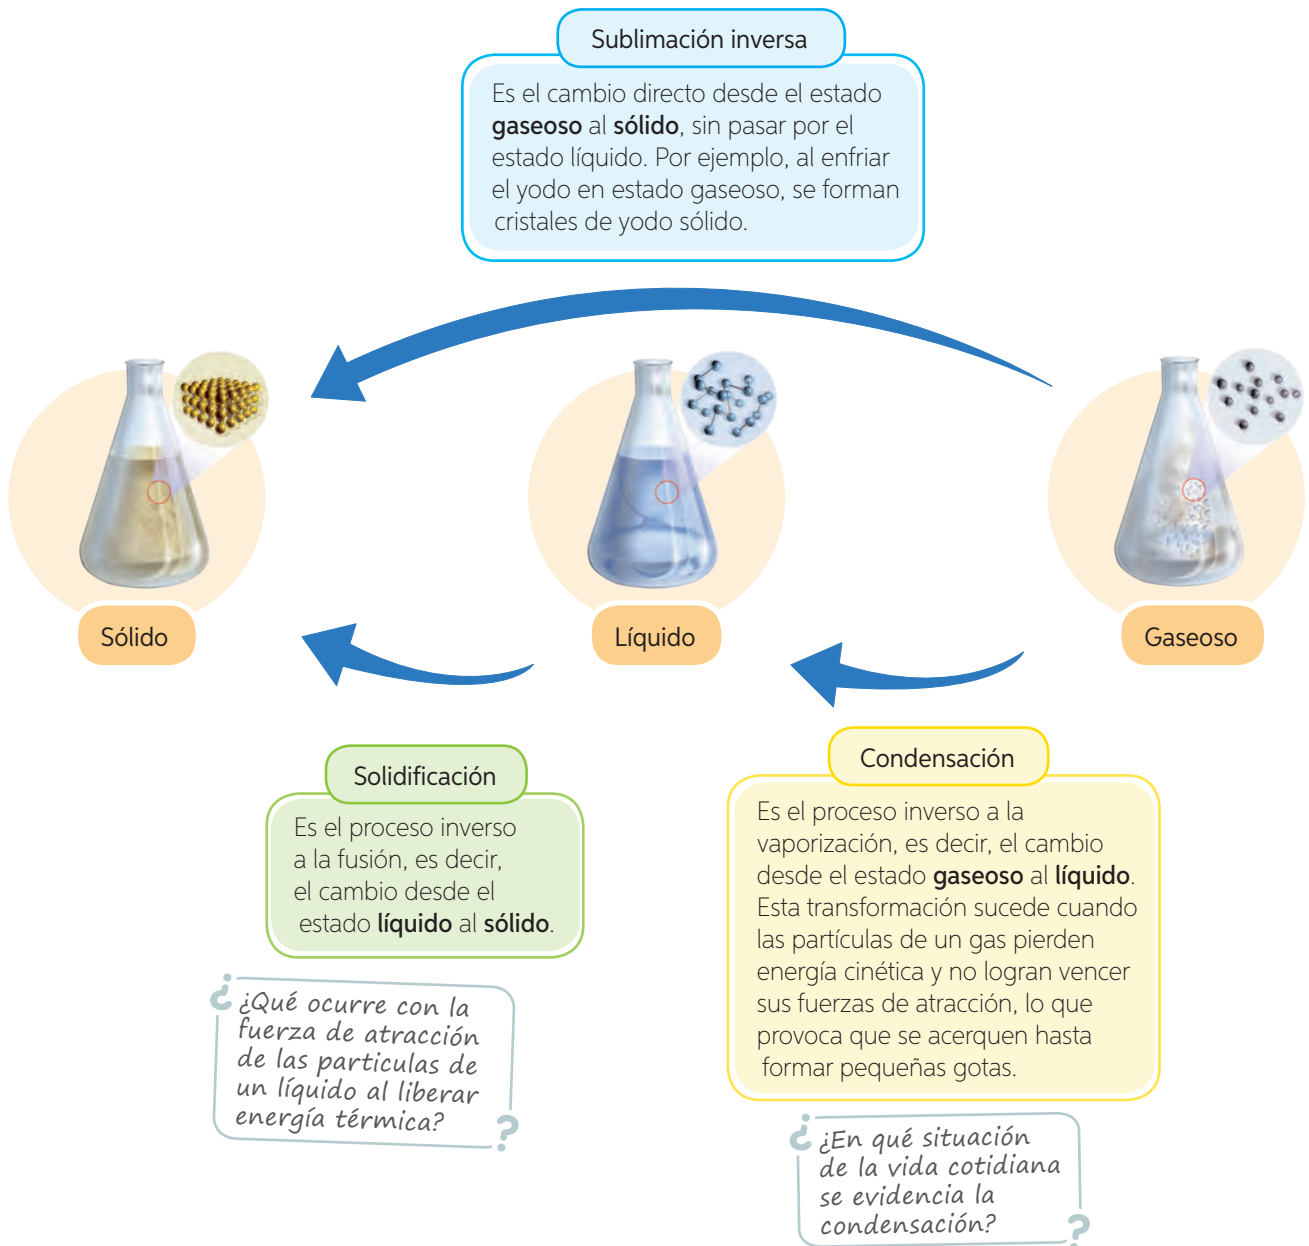 Sublimación inversa
Es el cambio directo desde el estado
gaseoso al sólido, sin pasar por el
estado líquido. Por ejemplo, al enfriar
el yodo en estado gaseoso, se forman
cristales de yodo sólido.
Sólido
Líquido
Gaseoso
Solidificación
Es el proceso inverso
a la fusión, es decir,
el cambio desde el
estado líquido al sólido.
¿Qué ocurre con la
fuerza de atracción
de las particulas de
un líquido al liberar
energía térmica?
Condensación
Es el proceso inverso a la
vaporización, es decir, el cambio
desde el estado gaseoso al líquido.
Esta transformación sucede cuando
las partículas de un gas pierden
energía cinética y no logran vencer
sus fuerzas de atracción, lo que
provoca que se acerquen hasta
formar pequeñas gotas.
¿En qué situación
de la vida cotidiana
se evidencia la
condensación?